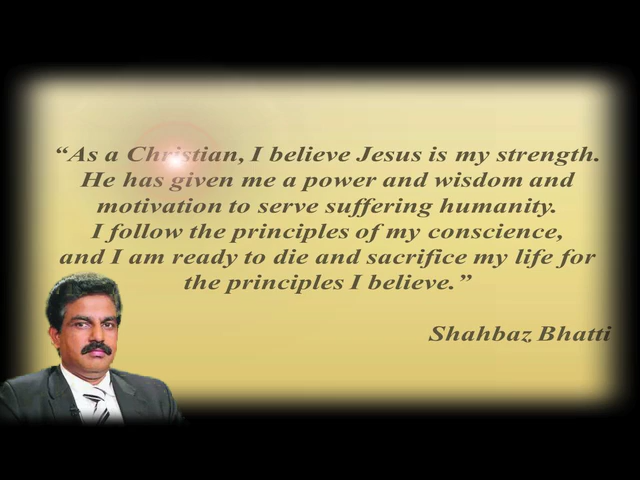 “As a Christian, I believe Jesus is my strength.
He has given me a power and wisdom and
motivation to serve suffering humanity.
I follow the principles of my conscience,
and I am ready to die and sacrifice my life for
the principles I believe.”
Shahbaz Bhatti